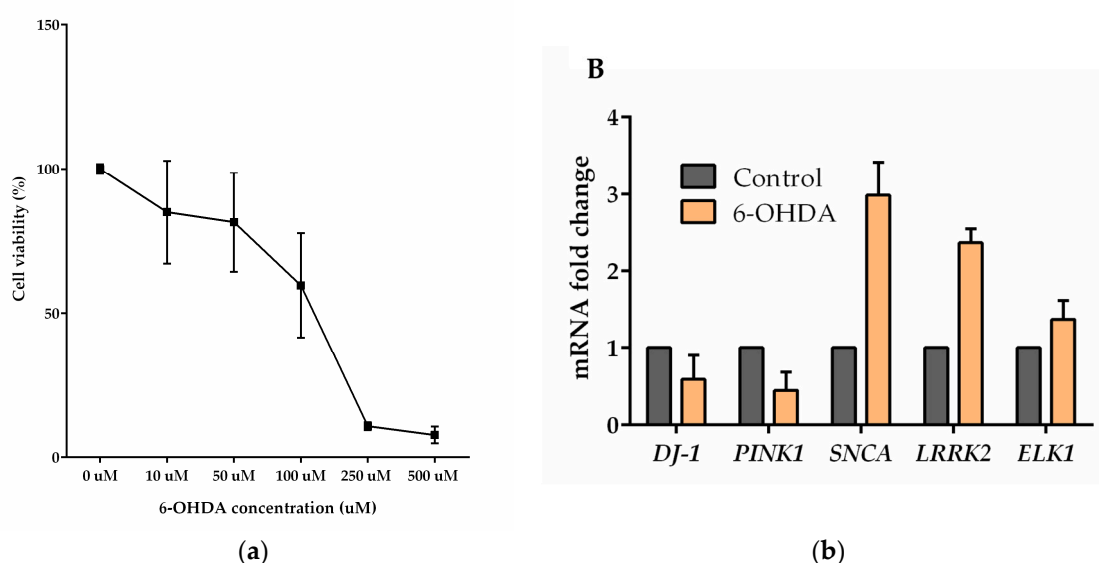 150
100
50
0
Cell viability (%)
0 uM 10 uM 50 uM 100 uM 250 uM 500 uM
6-OHDA concentration (uM)
(a)
B
4
3
2
1
0
mRNA fold change
Control
6-OHDA
DJ-1 PINK1 SNCA LRRK2 ELK1
(b)